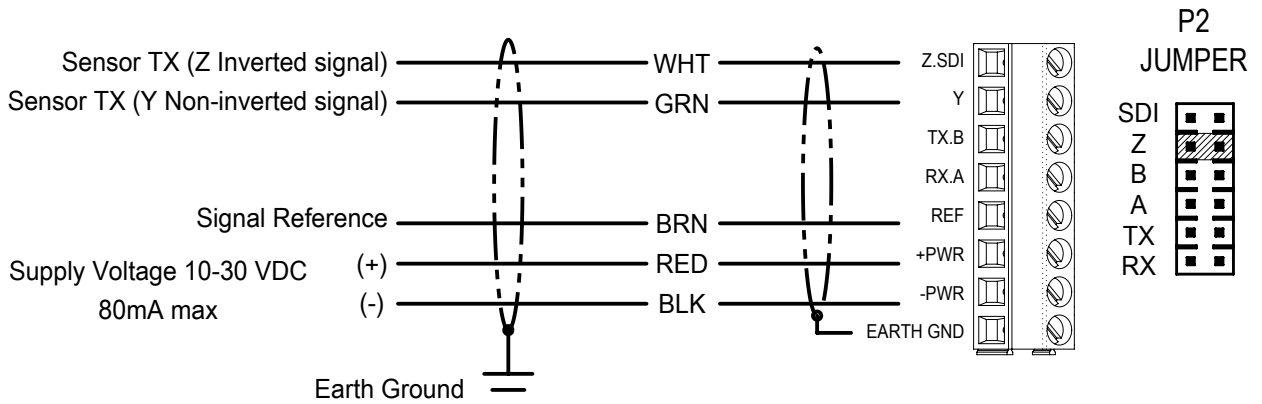 Sensor TX (Z Inverted signal) WHT Z.SDI
Sensor TX (Y Non-inverted signal) GRN Y
TX.B
RX.A
Signal Reference BRN REF
Supply Voltage 10-30 VDC (+) RED +PWR
80mA max (-) BLK -PWR
EARTH GND
Earth Ground
P2
JUMPER
SDI
Z
B
A
TX
RX